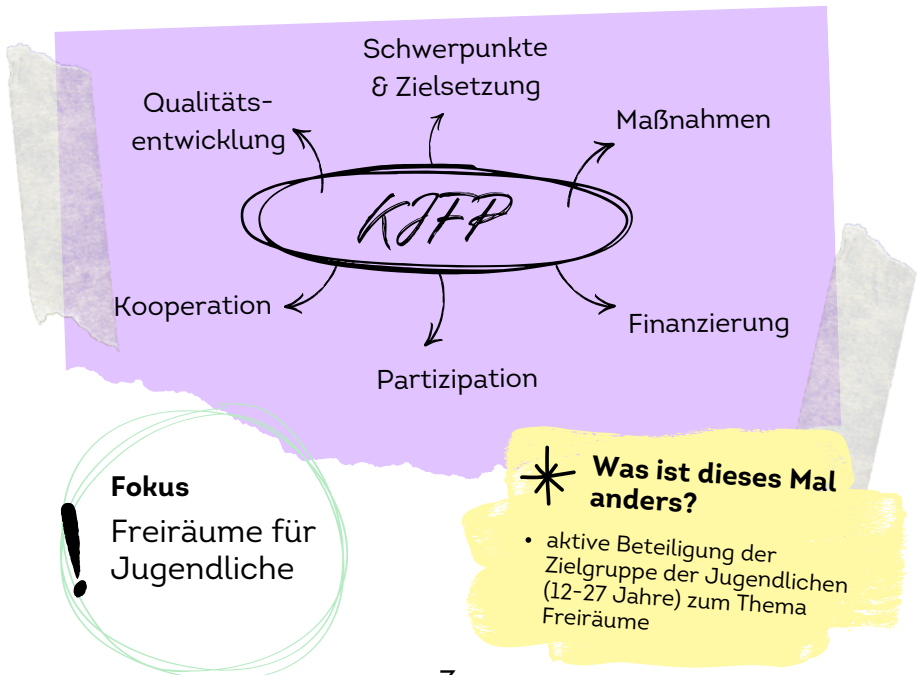 Schwerpunkte
& Zielsetzung
Qualitäts-
entwicklung
Maßnahmen
KJFP
Kooperation
Finanzierung
Partizipation
Fokus
Freiräume für
Jugendliche
!
Was ist dieses Mal
anders?
• aktive Beteiligung der
Zielgruppe der Jugendlichen
(12-27 Jahre) zum Thema
Freiräume